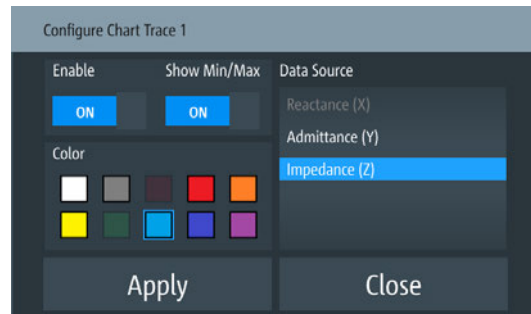 Configure Chart Trace 1
Enable
Show Min/Max
ON
ON
Color
Data Source
Reactance (X)
Admittance (Y)
Impedance (Z)
Apply
Close